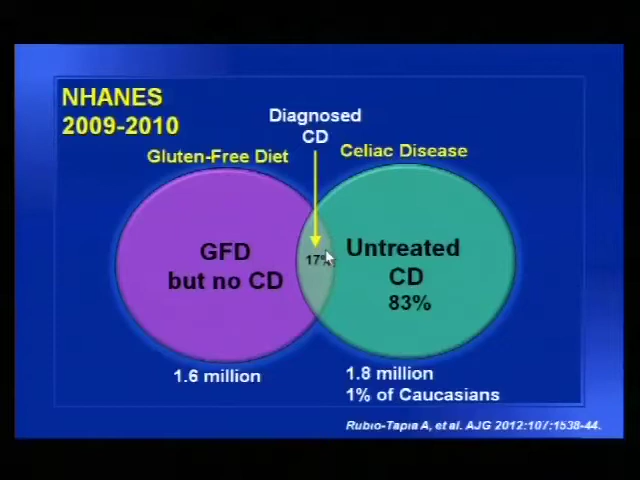 NHANES
2009-2010
Diagnosed
CD
Gluten-Free Diet
Celiac Disease
GFD
but no CD
17%
Untreated
CD
83%
1.6 million
1.8 million
1% of Caucasians
Rubio-Tapia A, et al. AJG 2012:107:1538-44.